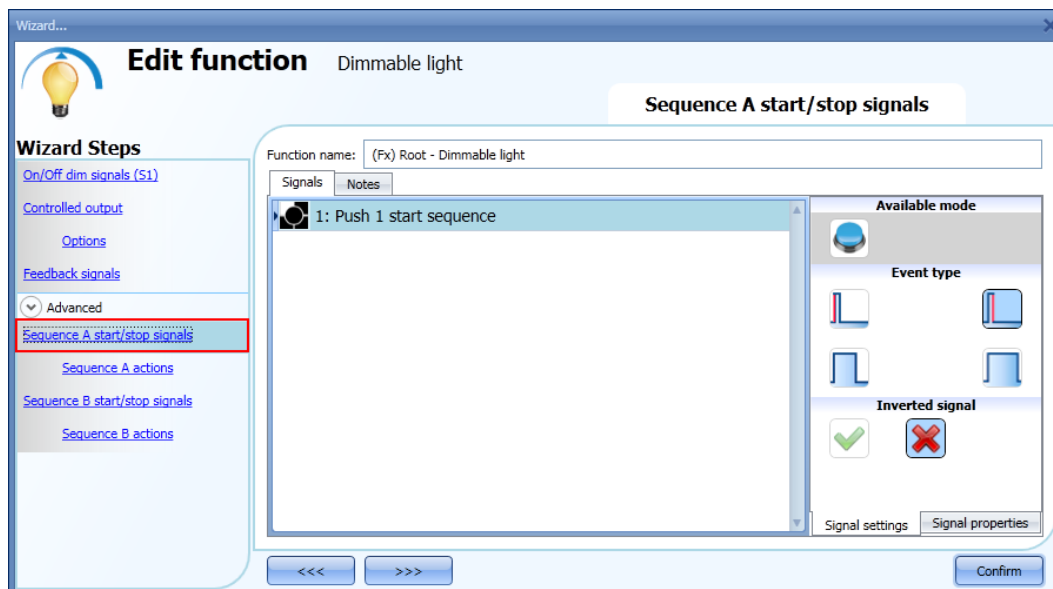 Wizard...
Edit function Dimmable light
Sequence A start/stop signals
Wizard Steps
On/Off dim signals (S1)
Controlled output
Options
Feedback signals
Advanced
Sequence A start/stop signals
Sequence A actions
Sequence B start/stop signals
Sequence B actions
Function name: (Fx) Root - Dimmable light
Signals Notes
1: Push 1 start sequence
Available mode
Event type
Inverted signal
Signal settings Signal properties
<<< >>> Confirm